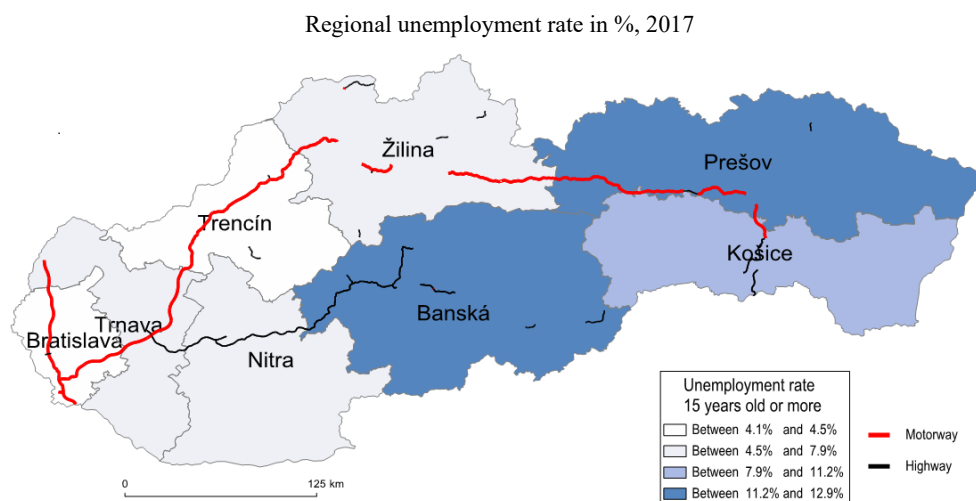 Regional unemployment rate in %, 2017
Žilina
Prešov
Trencín
Košice
Banská
Trnava
Bratislava
Nitra
Unemployment rate
15 years old or more
Between 4.1% and 4.5%
Between 4.5% and 7.9%
Between 7.9% and 11.2%
Between 11.2% and 12.9%
Motorway
Highway
0 125 km